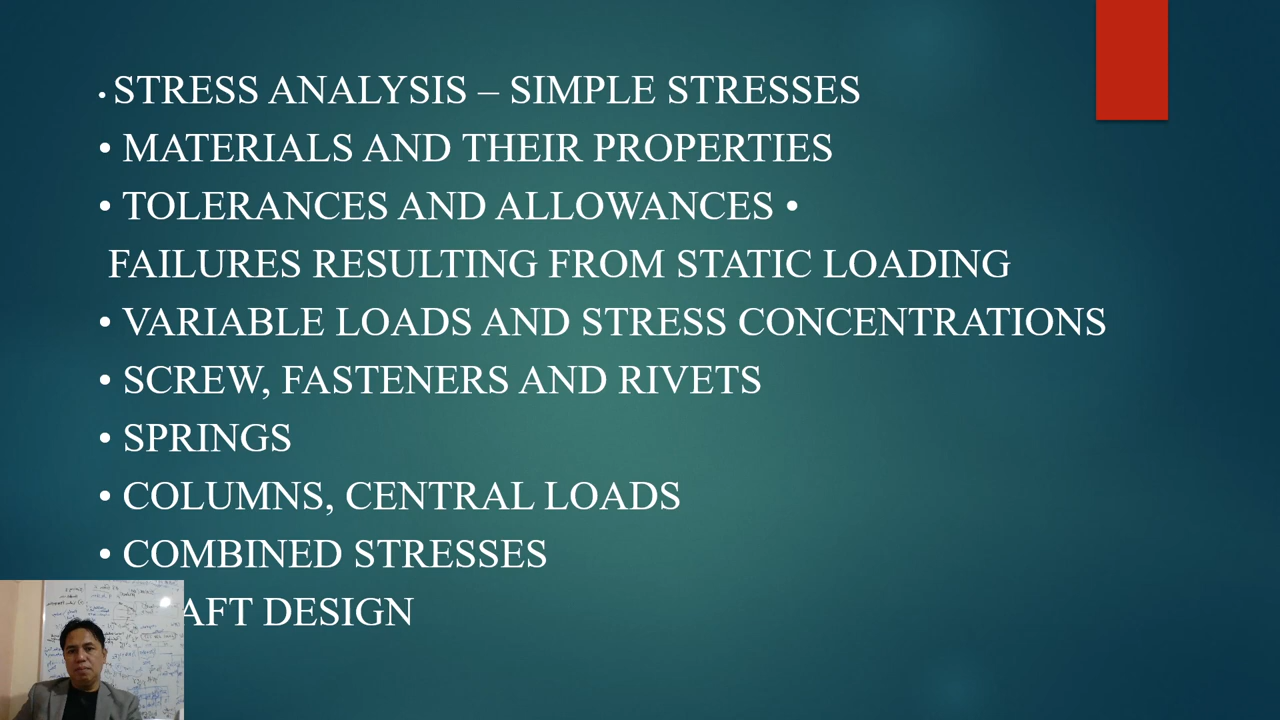 • STRESS ANALYSIS – SIMPLE STRESSES
• MATERIALS AND THEIR PROPERTIES
• TOLERANCES AND ALLOWANCES •
FAILURES RESULTING FROM STATIC LOADING
• VARIABLE LOADS AND STRESS CONCENTRATIONS
• SCREW, FASTENERS AND RIVETS
• SPRINGS
• COLUMNS, CENTRAL LOADS
• COMBINED STRESSES
AFT DESIGN